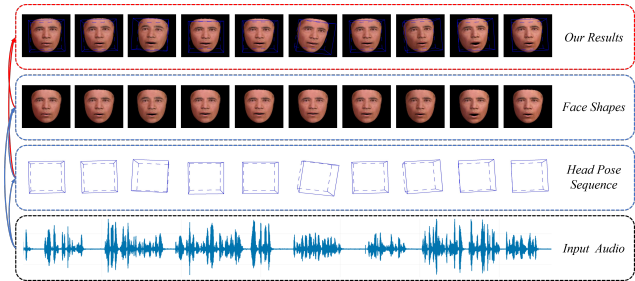 Our Results
Face Shapes
Head Pose
Sequence
Input Audio